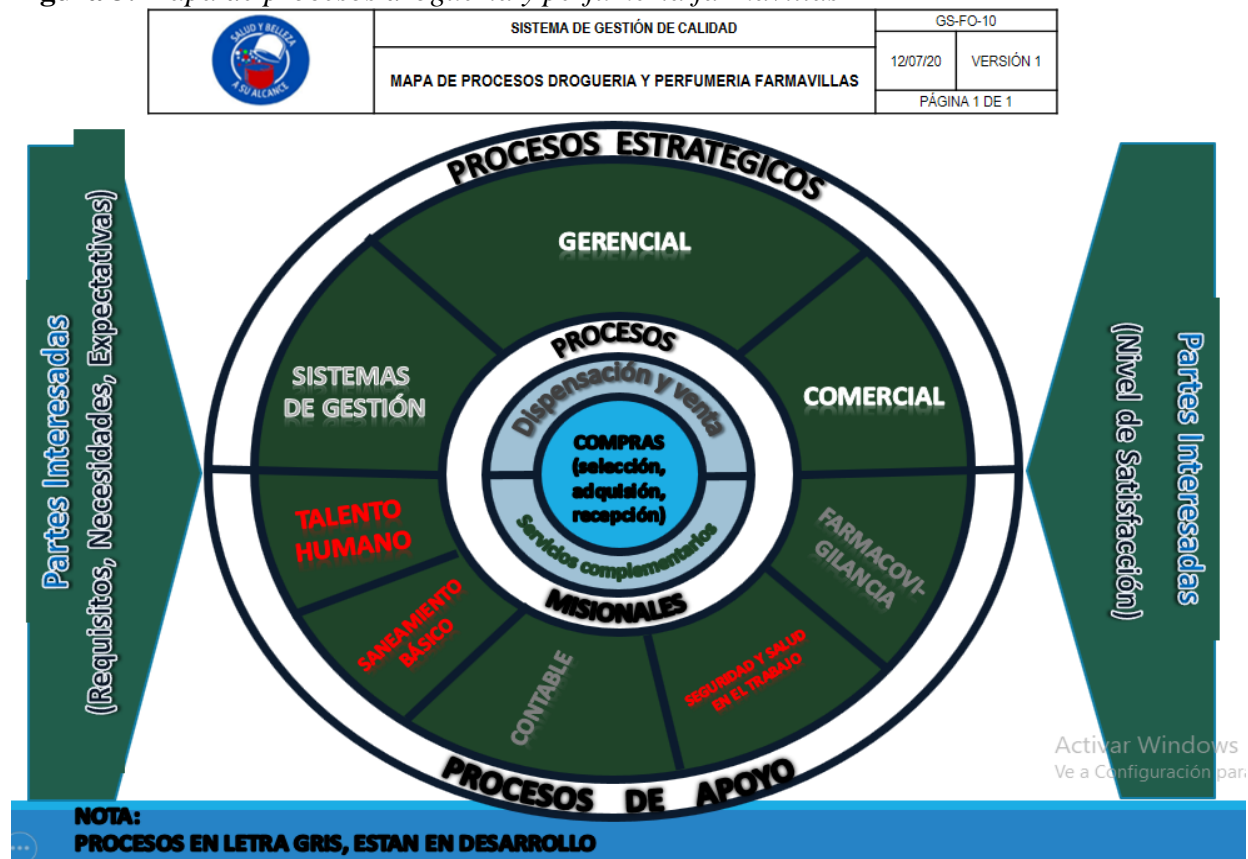 SALUD Y BELLEZA
A SU ALCANCE
SISTEMA DE GESTIÓN DE CALIDAD
GS-FO-10
MAPA DE PROCESOS DROGUERIA Y PERFUMERIA FARMAVILLAS
12/07/20
VERSIÓN 1
PÁGINA 1 DE 1
Partes Interesadas
(Requisitos, Necesidades, Expectativas)
PROCESOS ESTRATEGICOS
GERENCIAL
SISTEMAS
DE GESTIÓN
COMERCIAL
PROCESOS
Dispensación y venta
COMPRAS
(selección,
adquisión,
recepción)
Servicios complementarios
MISIONALES
TALENTO
HUMANO
SANEAMIENTO
BÁSICO
CONTABLE
SEGURIDAD Y SALUD
EN EL TRABAJO
FARMACOVI-
GILANCIA
PROCESOS DE APOYO
Partes Interesadas
(Nivel de Satisfacción)
Activar Windows
Ve a Configuración para
NOTA:
PROCESOS EN LETRA GRIS, ESTAN EN DESARROLLO